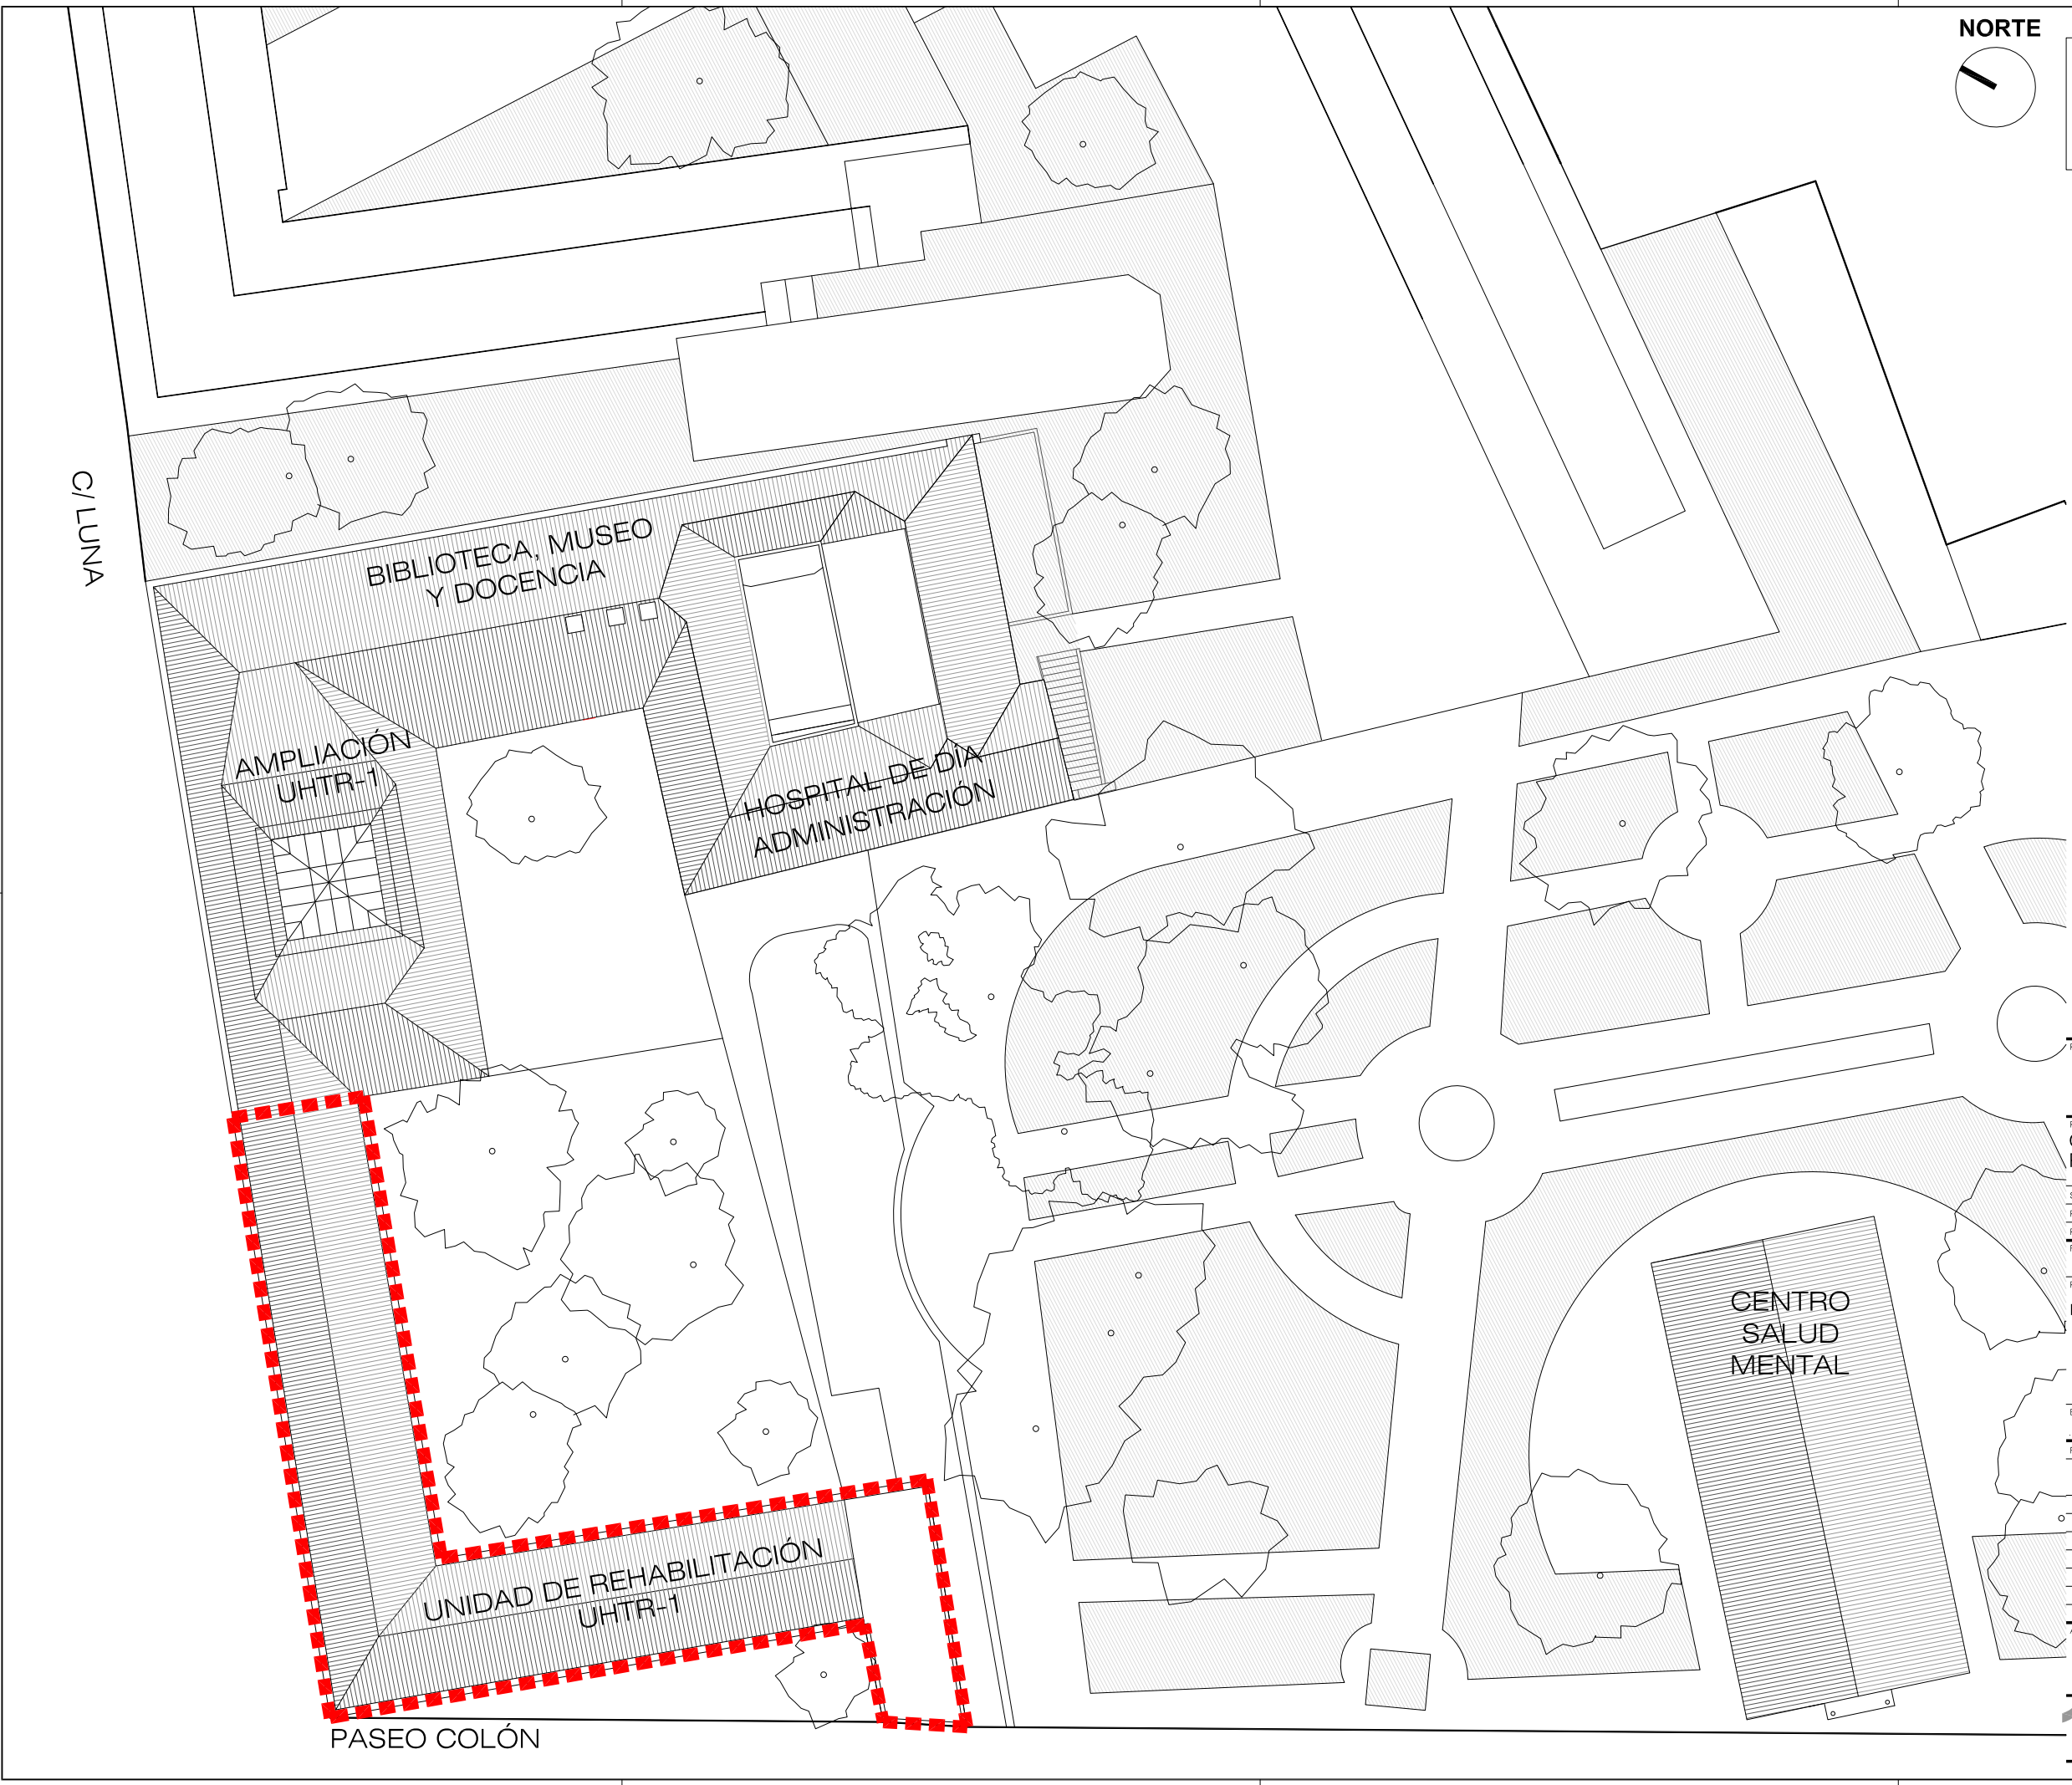 NORTE
C/ LUNA
BIBLIOTECA, MUSEO
Y DOCENCIA
AMPLIACIÓN
UHTR-1
HOSPITAL DE DÍA
ADMINISTRACIÓN
CENTRO
SALUD
MENTAL
UNIDAD DE REHABILITACIÓN
UHTR-1
PASEO COLÓN